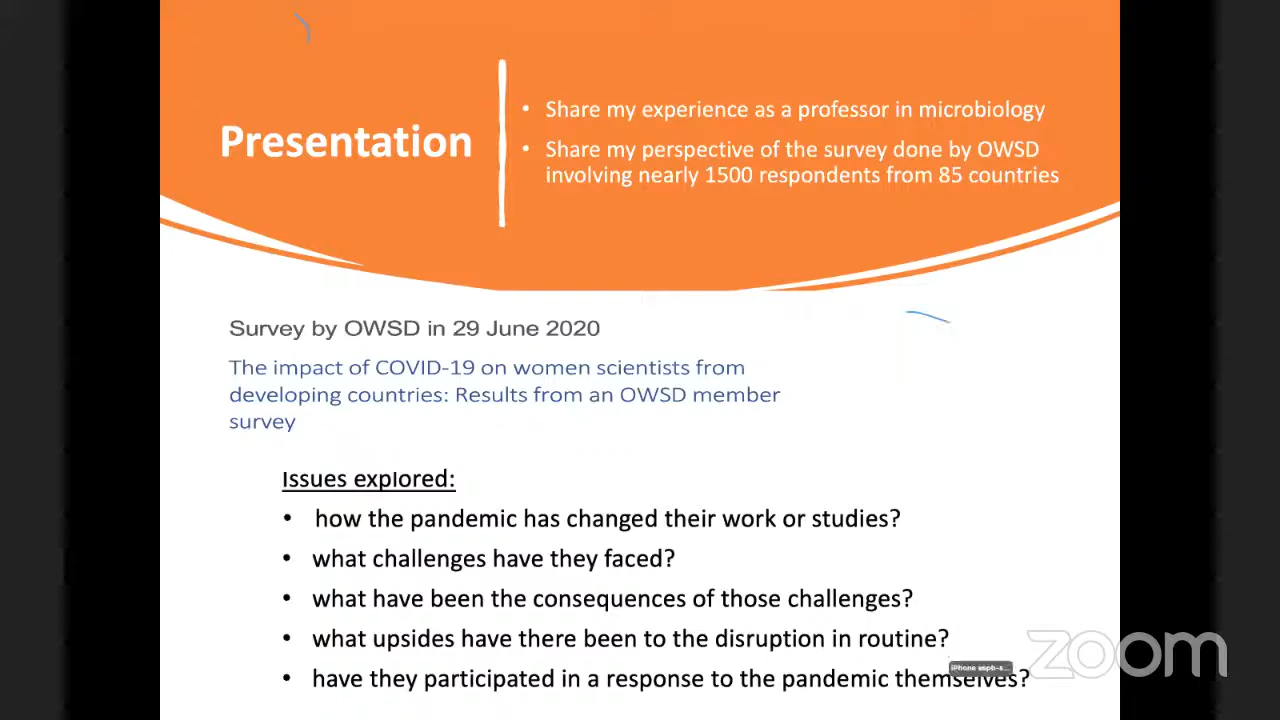 Presentation
• Share my experience as a professor in microbiology
• Share my perspective of the survey done by OWSD
involving nearly 1500 respondents from 85 countries
Survey by OWSD in 29 June 2020
The impact of COVID-19 on women scientists from
developing countries: Results from an OWSD member
survey
Issues explored:
• how the pandemic has changed their work or studies?
• what challenges have they faced?
• what have been the consequences of those challenges?
• what upsides have there been to the disruption in routine?
• have they participated in a response to the pandemic themselves?
zoom